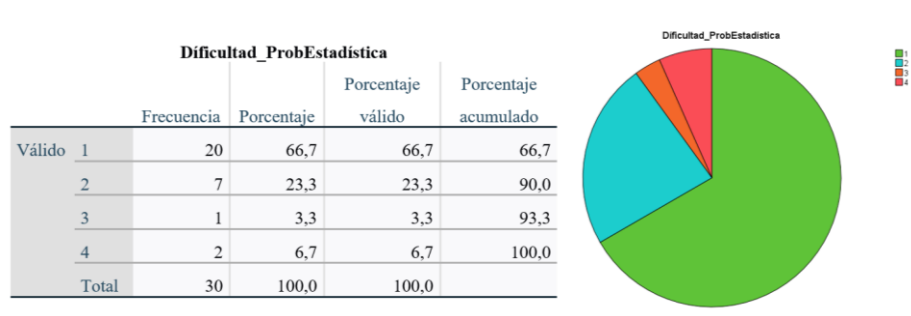 Díficultad_ProbEstadística
Frecuencia Porcentaje Porcentaje válido Porcentaje acumulado
Válido 1 20 66,7 66,7 66,7
2 7 23,3 23,3 90,0
3 1 3,3 3,3 93,3
4 2 6,7 6,7 100,0
Total 30 100,0 100,0
Dificultad_ProbEstadística
1
2
3
4